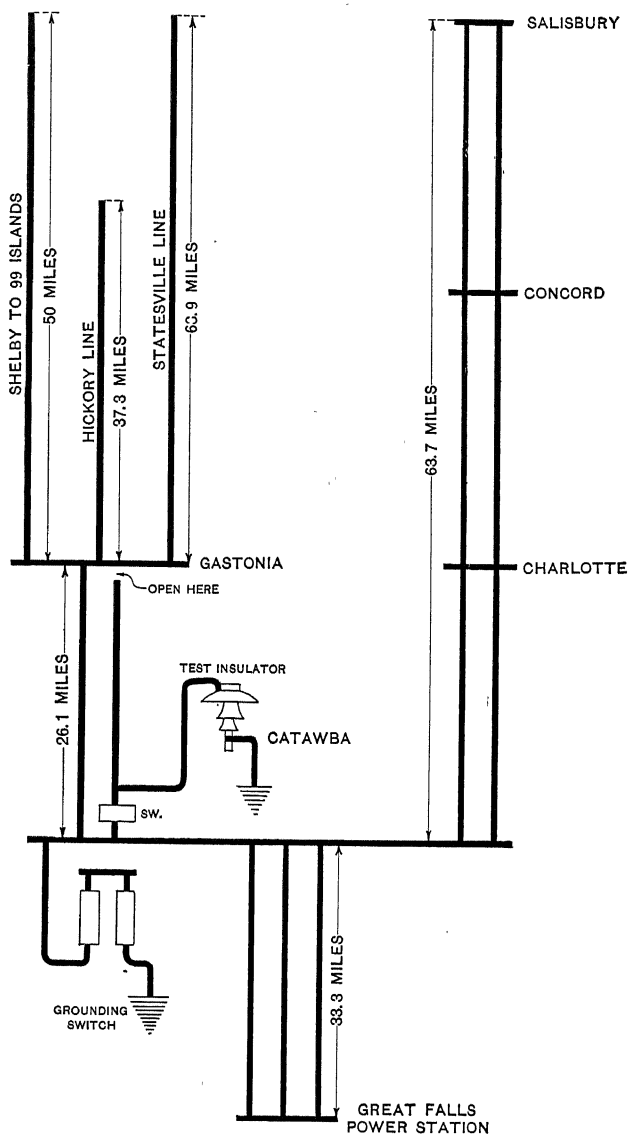 SALISBURY
SHELBY TO 99 ISLANDS
50 MILES
HICKORY LINE
37.3 MILES
STATESVILLE LINE
60.9 MILES
CONCORD
63.7 MILES
GASTONIA
CHARLOTTE
OPEN HERE
26.1 MILES
TEST INSULATOR
CATAWBA
SW.
GROUNDING
SWITCH
33.3 MILES
GREAT FALLS
POWER STATION